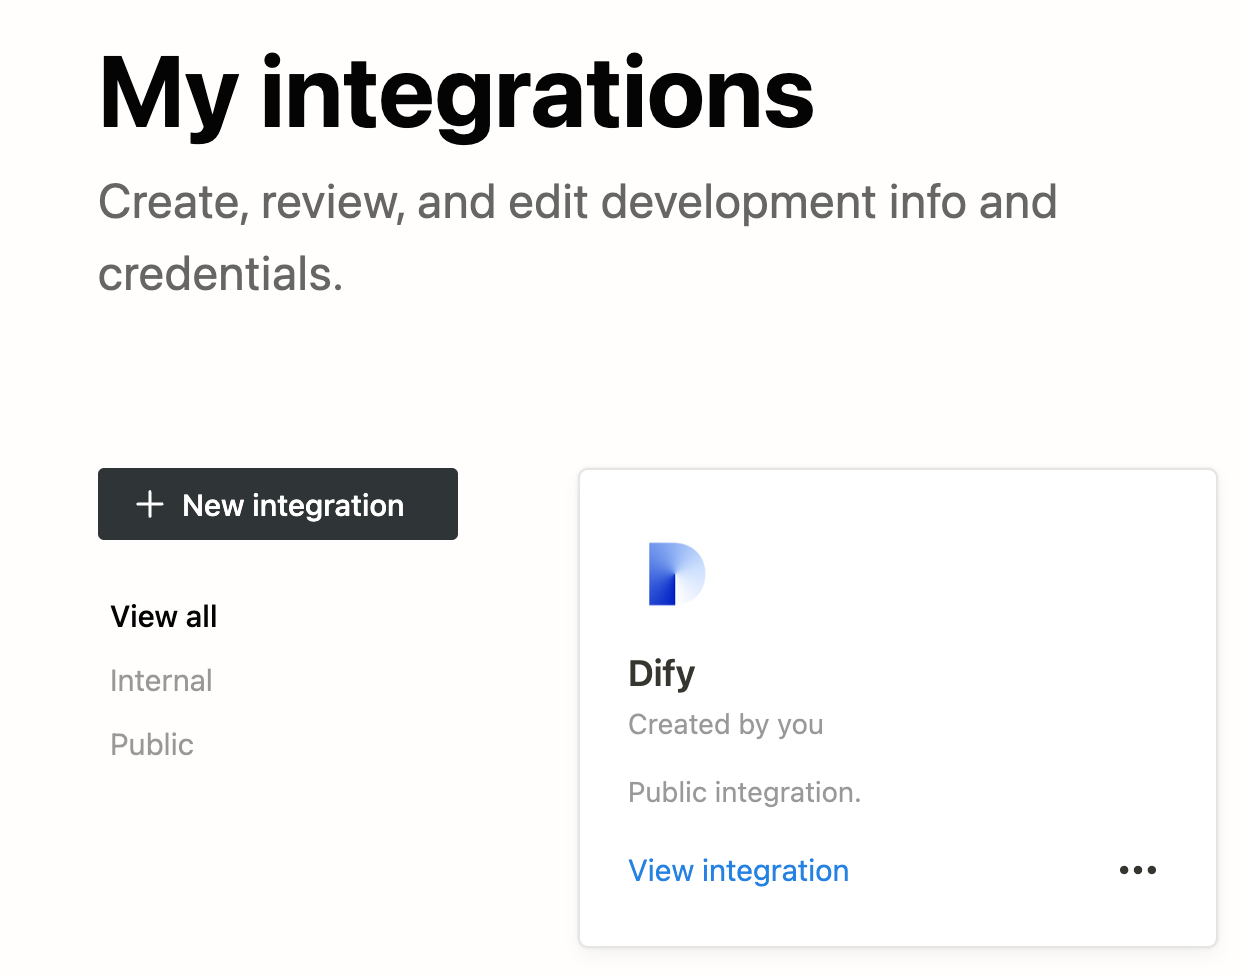 My integrations
Create, review, and edit development info and
credentials.
New integration
View all
Internal
Public
Dify
Created by you
Public integration.
View integration